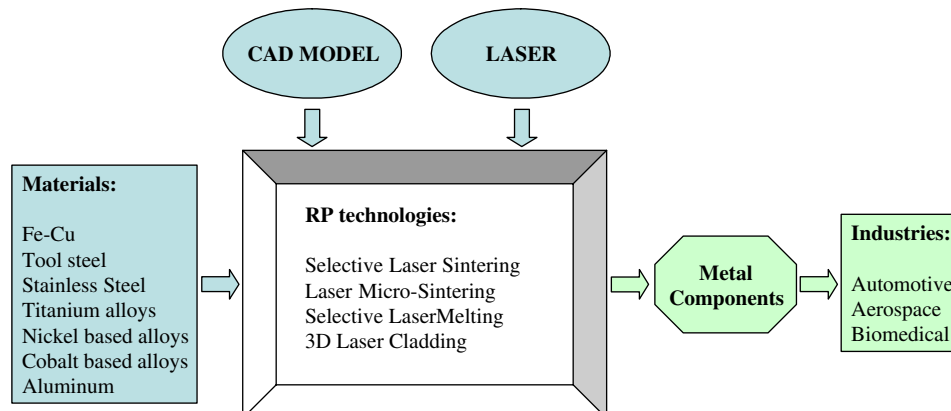 CAD MODEL
LASER
Materials:
Fe-Cu
Tool steel
Stainless Steel
Titanium alloys
Nickel based alloys
Cobalt based alloys
Aluminum
RP technologies:
Selective Laser Sintering
Laser Micro-Sintering
Selective LaserMelting
3D Laser Cladding
Metal
Components
Industries:
Automotive
Aerospace
Biomedical